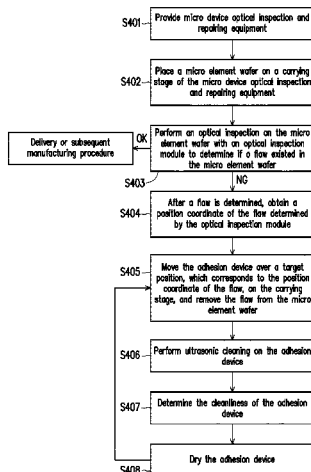 S401
Provide micro device optical inspection and
repairing equipment
S402
Place a micro element wafer on a carrying
stage of the micro device optical inspection
and repairing equipment
Delivery or subsequent
manufacturing procedure
OK
Perform an optical inspection on the micro
element wafer with an optical inspection
module to determine if a flow existed in
the micro element wafer
S403
NG
S404
After a flow is determined, obtain a
position coordinate of the flow determined
by the optical inspection module
S405
Move the adhesion device over a target
position, which corresponds to the position
coordinate of the flow, on the carrying
stage, and remove the flow from the micro
element wafer
S406
Perform ultrasonic cleaning on the adhesion
device
S407
Determine the cleanliness of the adhesion
device
Dry the adhesion device
S408